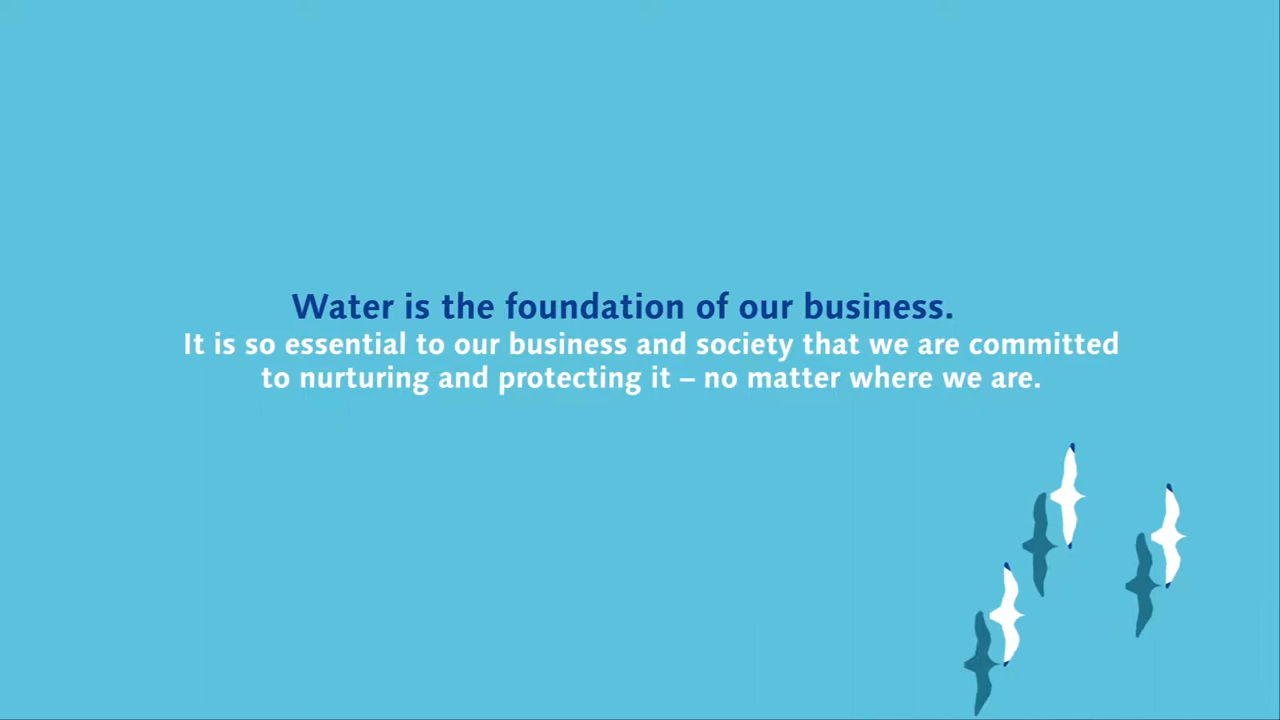 Water is the foundation of our business.
It is so essential to our business and society that we are committed
to nurturing and protecting it – no matter where we are.